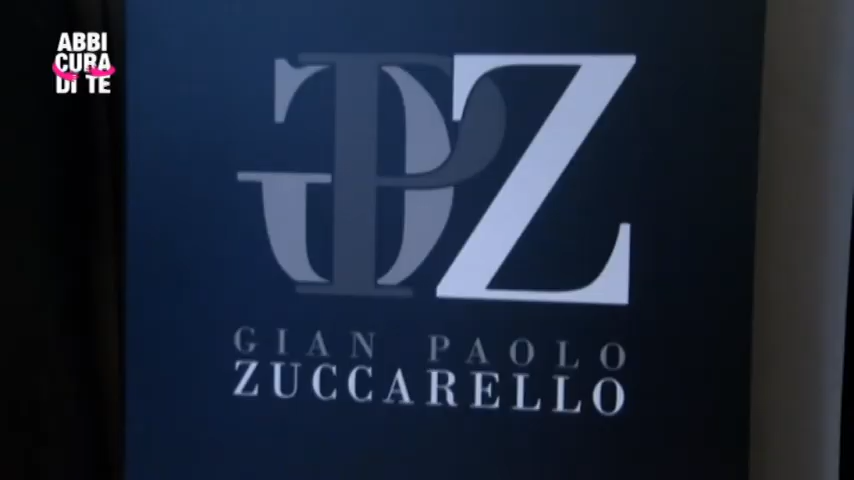 ABBI
CURA
DI TE
GPZ
GIAN PAOLO
ZUCCARELLO